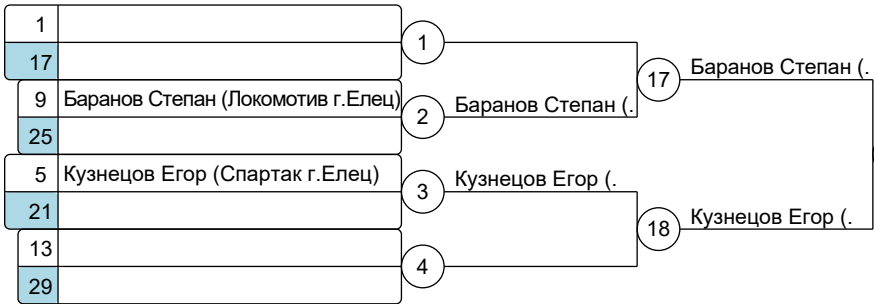 1
17
1
17
Баранов Степан (.
9 Баранов Степан (Локомотив г.Елец)
25
2
Баранов Степан (.
5 Кузнецов Егор (Спартак г.Елец)
21
3
Кузнецов Егор (.
18
Кузнецов Егор (.
13
29
4